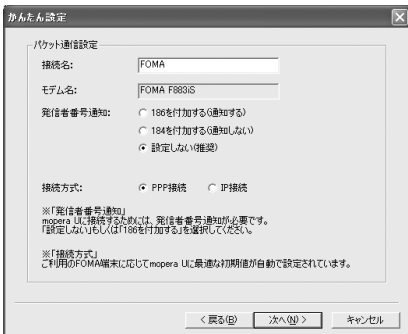 かんたん設定
パケット通信設定
接続名: FOMA
モデム名: FOMA F883iS
発信者番号通知: 186を付加する(通知する)
184を付加する(通知しない)
設定しない(推奨)
接続方式: PPP接続 IP接続
※「発信者番号通知」
mopera Uに接続するためには、発信者番号通知が必要です。
「設定しない」もしくは「186を付加する」を選択してください。
※「接続方式」
ご利用のFOMA端末に応じてmopera Uに最適な初期値が自動で設定されています。
< 戻る(B) 次へ(N) > キャンセル